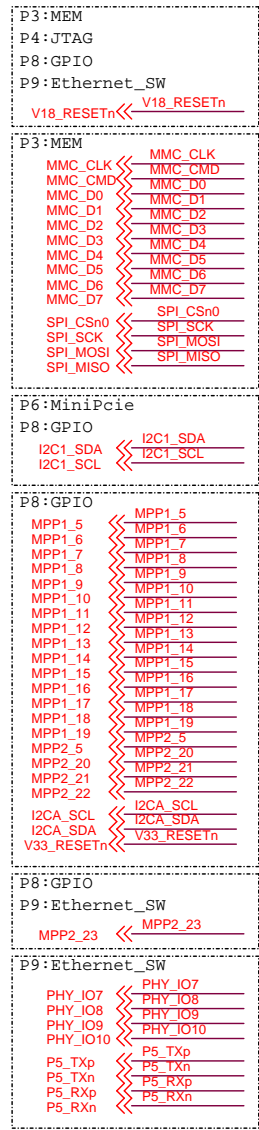 P3:MEM
P4:JTAG
P8:GPIO
P9:Ethernet_SW
V18_RESETn V18_RESETn
P3:MEM
MMC_CLK MMC_CLK
MMC_CMD MMC_CMD
MMC_D0 MMC_D0
MMC_D1 MMC_D1
MMC_D2 MMC_D2
MMC_D3 MMC_D3
MMC_D4 MMC_D4
MMC_D5 MMC_D5
MMC_D6 MMC_D6
MMC_D7 MMC_D7
SPI_CSn0 SPI_CSn0
SPI_SCK SPI_SCK
SPI_MOSI SPI_MOSI
SPI_MISO SPI_MISO
P6:MiniPcie
P8:GPIO
I2C1_SDA I2C1_SDA
I2C1_SCL I2C1_SCL
P8:GPIO
MPP1_5 MPP1_5
MPP1_6 MPP1_6
MPP1_7 MPP1_7
MPP1_8 MPP1_8
MPP1_9 MPP1_9
MPP1_10 MPP1_10
MPP1_11 MPP1_11
MPP1_12 MPP1_12
MPP1_13 MPP1_13
MPP1_14 MPP1_14
MPP1_15 MPP1_15
MPP1_16 MPP1_16
MPP1_17 MPP1_17
MPP1_18 MPP1_18
MPP1_19 MPP1_19
MPP2_5 MPP2_5
MPP2_20 MPP2_20
MPP2_21 MPP2_21
MPP2_22 MPP2_22
I2CA_SCL I2CA_SCL
I2CA_SDA I2CA_SDA
V33_RESETn V33_RESETn
P8:GPIO
P9:Ethernet_SW
MPP2_23 MPP2_23
P9:Ethernet_SW
PHY_IO7 PHY_IO7
PHY_IO8 PHY_IO8
PHY_IO9 PHY_IO9
PHY_IO10 PHY_IO10
P5_TXp P5_TXp
P5_TXn P5_TXn
P5_RXp P5_RXp
P5_RXn P5_RXn